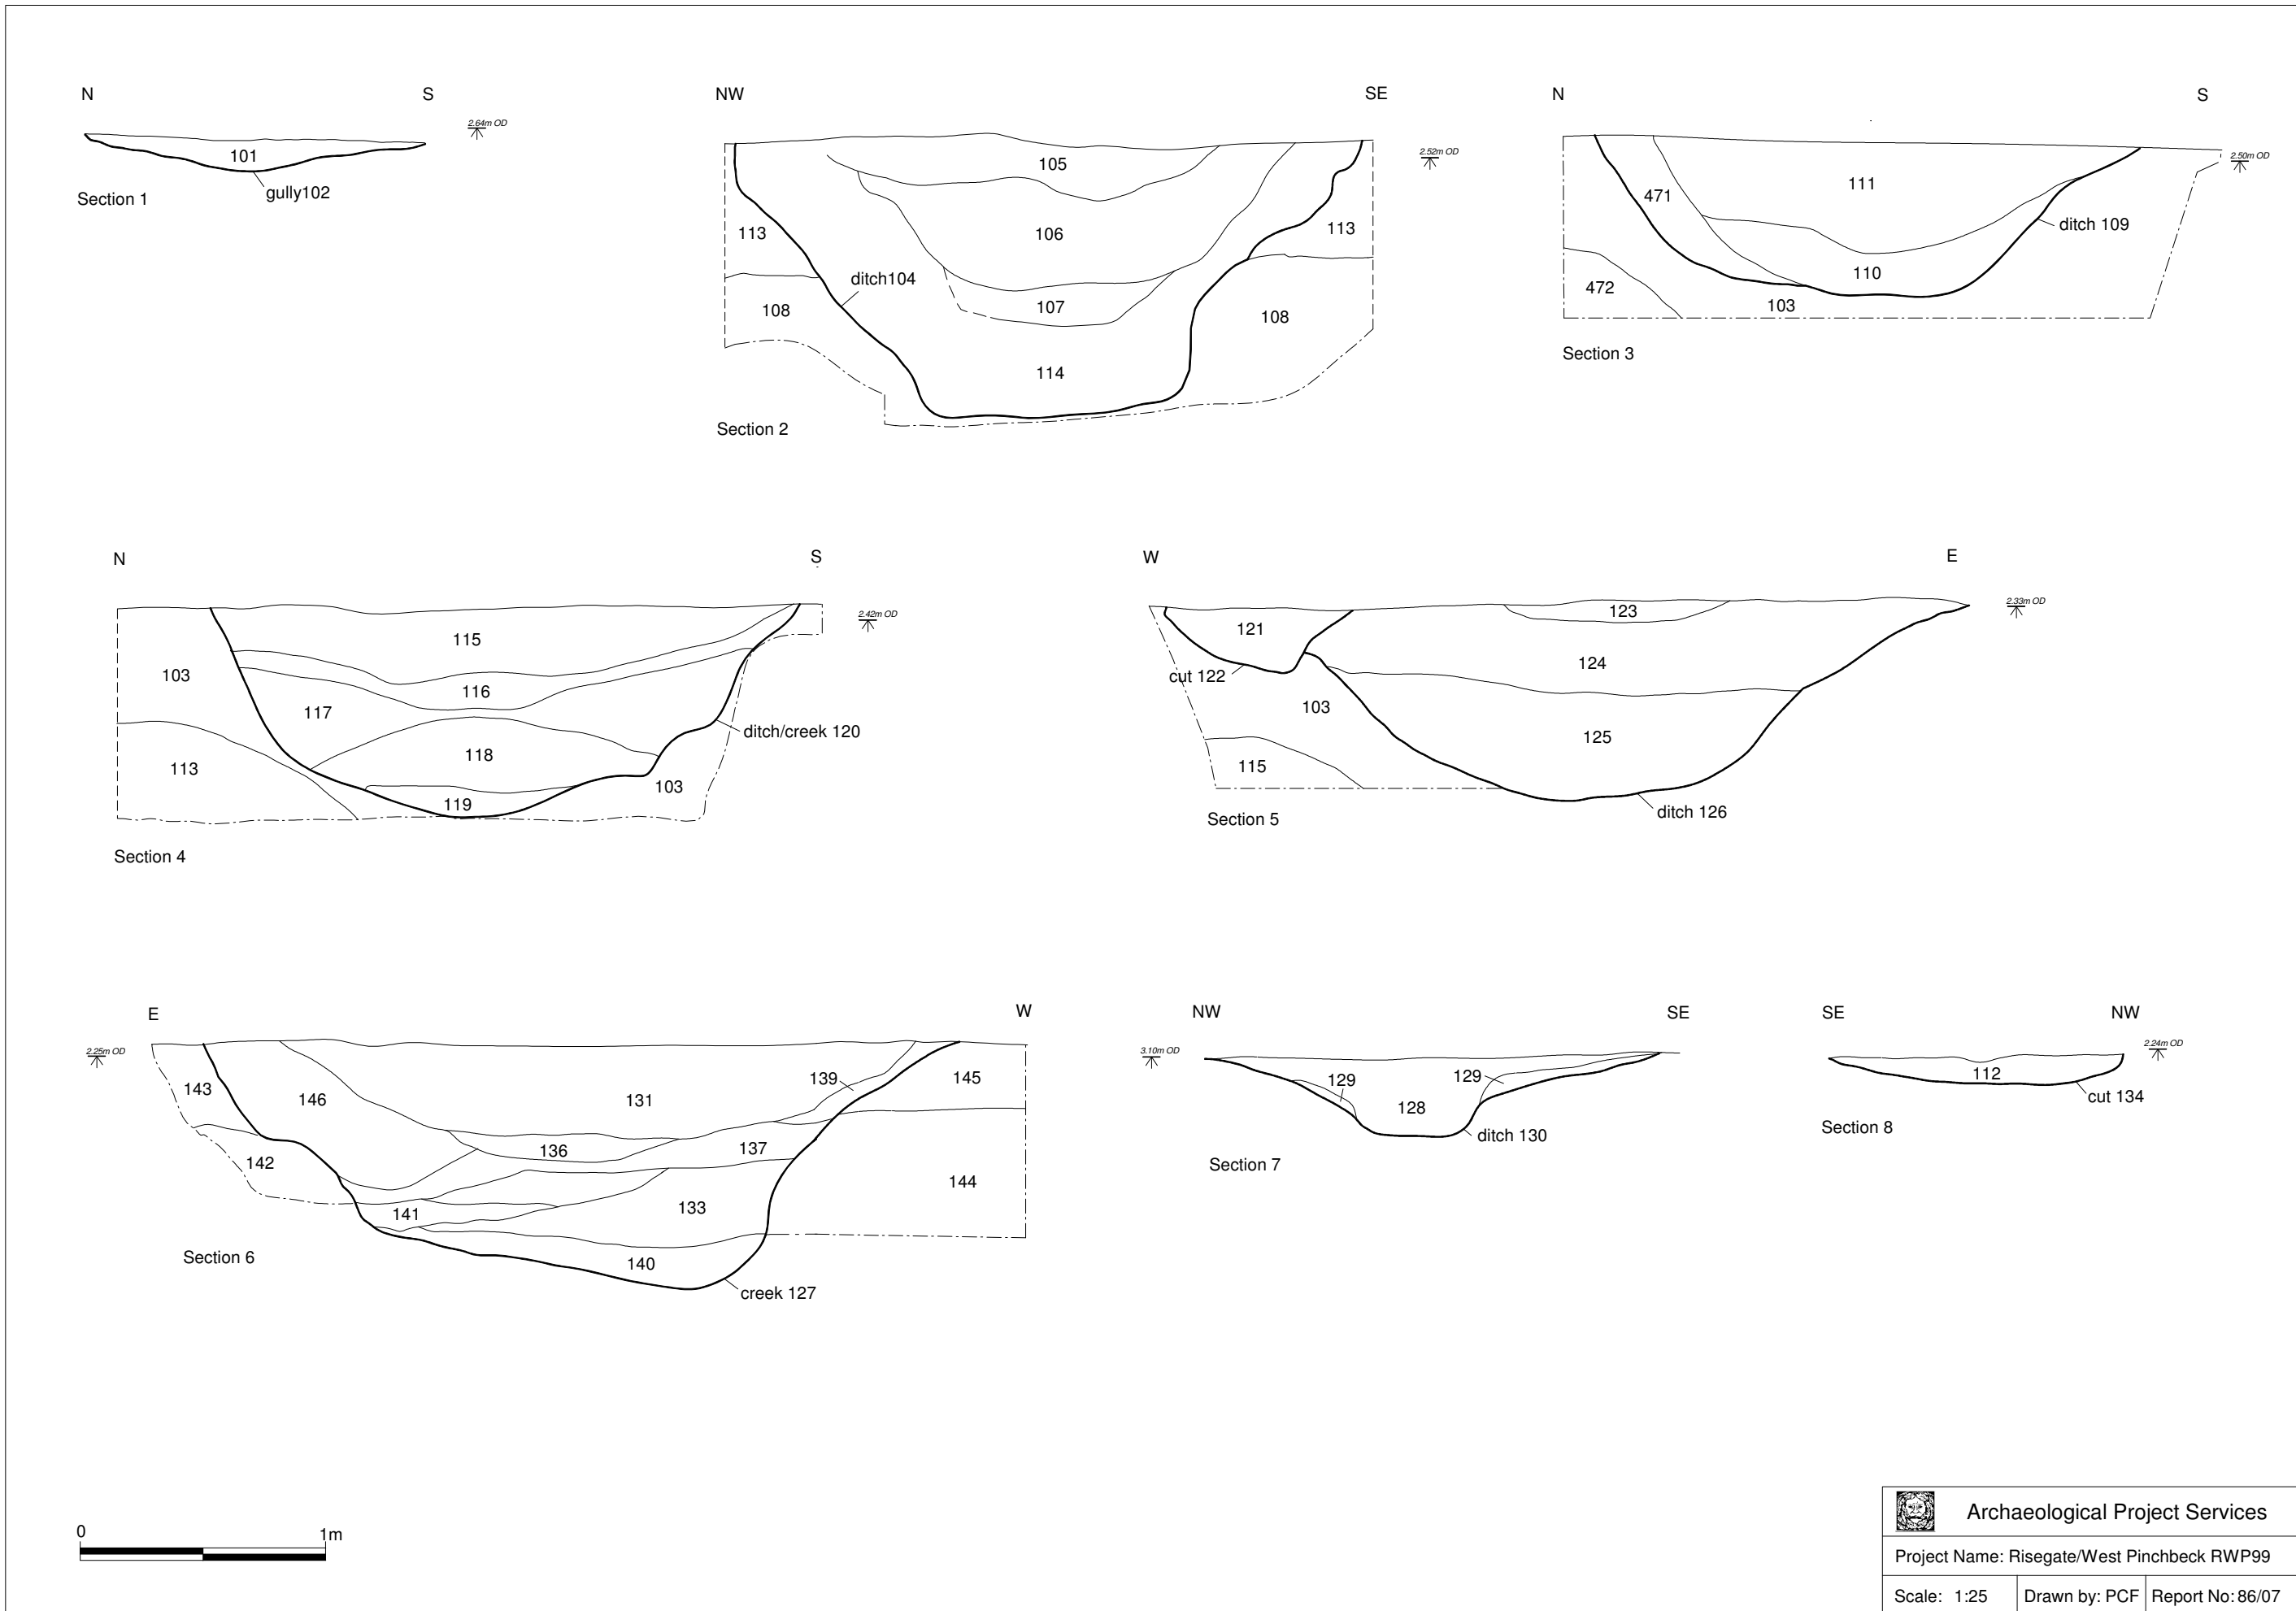 N S
2.64m OD
101
gully102
Section 1
NW SE
2.52m OD
105
106
113
113
ditch104
107
108
108
114
Section 2
N S
2.50m OD
471
111
ditch 109
110
472
103
Section 3
N S
2.42m OD
115
103
116
117
118
ditch/creek 120
113
103
119
Section 4
W E
2.33m OD
123
121
124
cut 122
103
125
115
ditch 126
Section 5
E W
2.25m OD
143
146
139
145
131
136
137
142
144
141
133
140
creek 127
Section 6
NW SE
3.10m OD
129
129
128
ditch 130
Section 7
SE NW
2.24m OD
112
cut 134
Section 8
0 1m
Archaeological Project Services
Project Name: Risegate/West Pinchbeck RWP99
Scale: 1:25 Drawn by: PCF Report No: 86/07